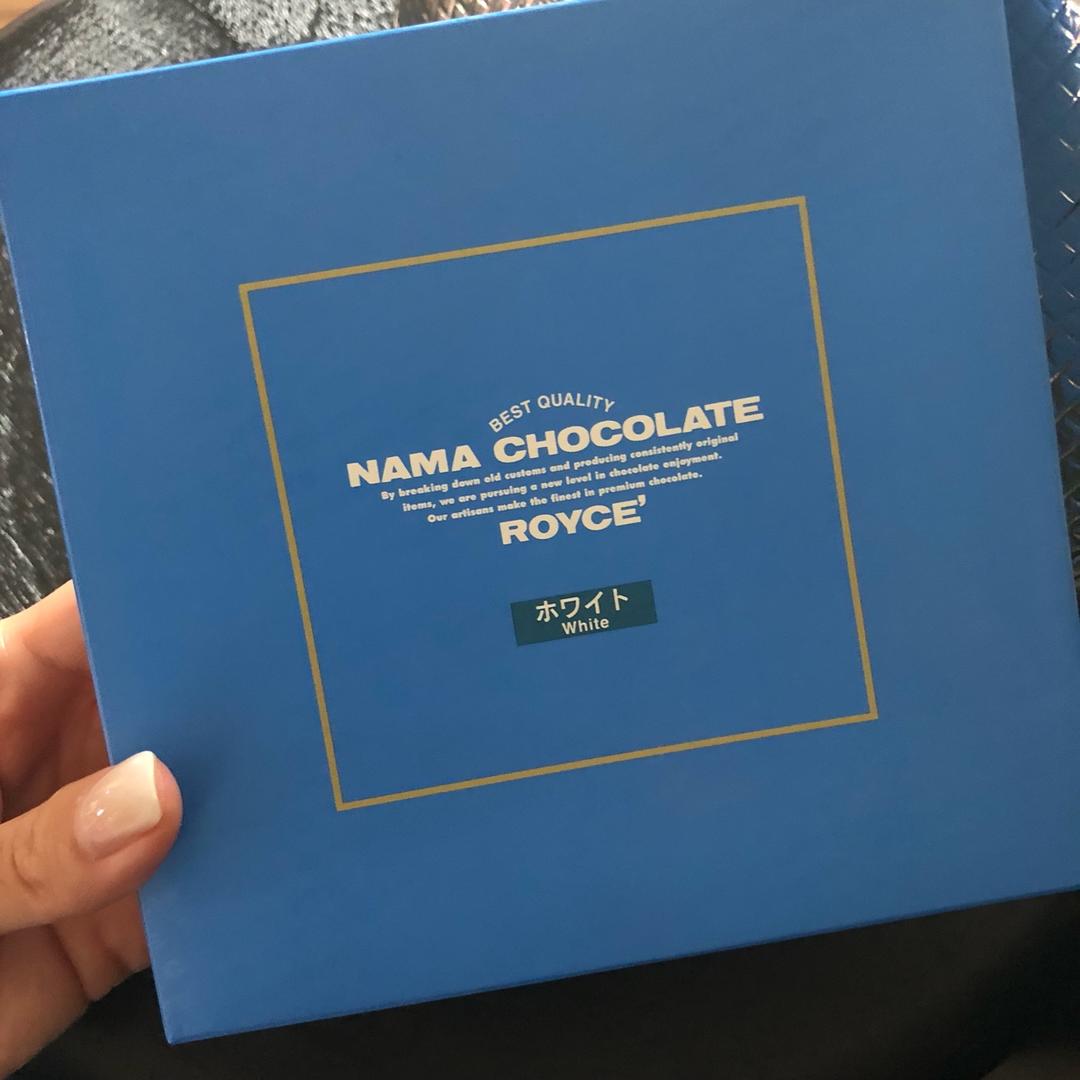 BEST QUALITY
NAMA CHOCOLATE
By breaking down old customs and producing consistently original
items, we are pursuing a new level in chocolate enjoyment.
Our artisans make the finest in premium chocolate.
ROYCE'
ホワイト
White